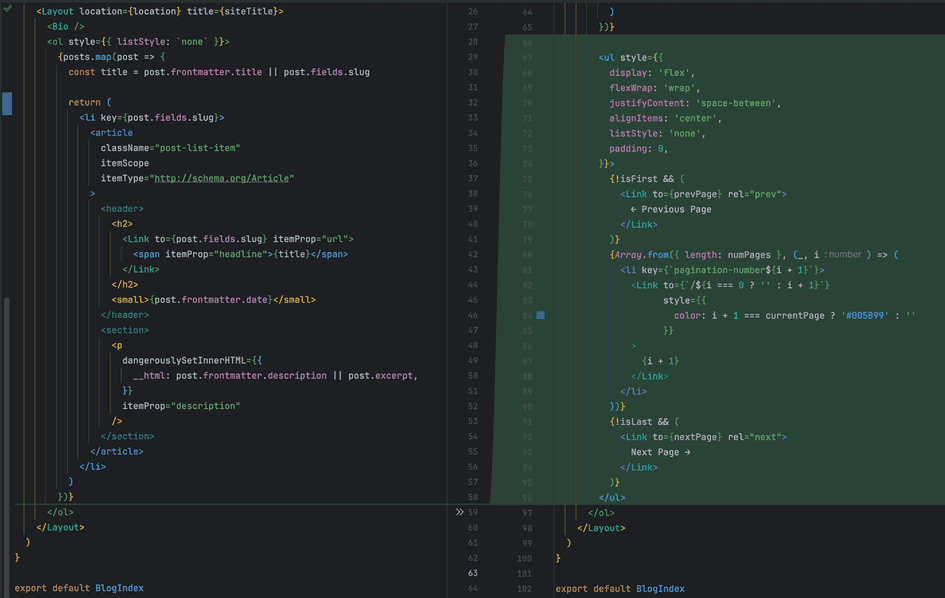 <Layout location={location} title={siteTitle}>
<Bio />
<ol style={{ listStyle: `none` }}>
{posts.map(post => {
const title = post.frontmatter.title || post.fields.slug
return (
<li key={post.fields.slug}>
<article
className="post-list-item"
itemScope
itemType="http://schema.org/Article"
>
<header>
<h2>
<Link to={post.fields.slug} itemProp="url">
<span itemProp="headline">{title}</span>
</Link>
</h2>
<small>{post.frontmatter.date}</small>
</header>
<section>
<p
dangerouslySetInnerHTML={{
__html: post.frontmatter.description || post.excerpt,
}}
itemProp="description"
/>
</section>
</article>
</li>
)
})}
</ol>
</Layout>
)
}
export default BlogIndex
26
27
28
29
30
31
32
33
34
35
36
37
38
39
40
41
42
43
44
45
46
47
48
49
50
51
52
53
54
55
56
57
58
59
60
61
62
63
64
64
65
66
67
68
69
70
71
72
73
74
75
76
77
78
79
80
81
82
83
84
85
86
87
88
89
90
91
92
93
94
95
96
97
98
99
100
101
102
)
})}
<ul style={{
display: 'flex',
flexWrap: 'wrap',
justifyContent: 'space-between',
alignItems: 'center',
listStyle: 'none',
padding: 0,
}}>
{!isFirst && (
<Link to={prevPage} rel="prev">
← Previous Page
</Link>
)}
{Array.from({ length: numPages }, (_, i : number ) => (
<li key={`pagination-number${i + 1}`}>
<Link to={`/${i === 0 ? '' : i + 1}`}
style={{
color: i + 1 === currentPage ? '#005B99' : ''
}}
>
{i + 1}
</Link>
</li>
))}
{!isLast && (
<Link to={nextPage} rel="next">
Next Page →
</Link>
)}
</ul>
</ol>
</Layout>
)
}
export default BlogIndex